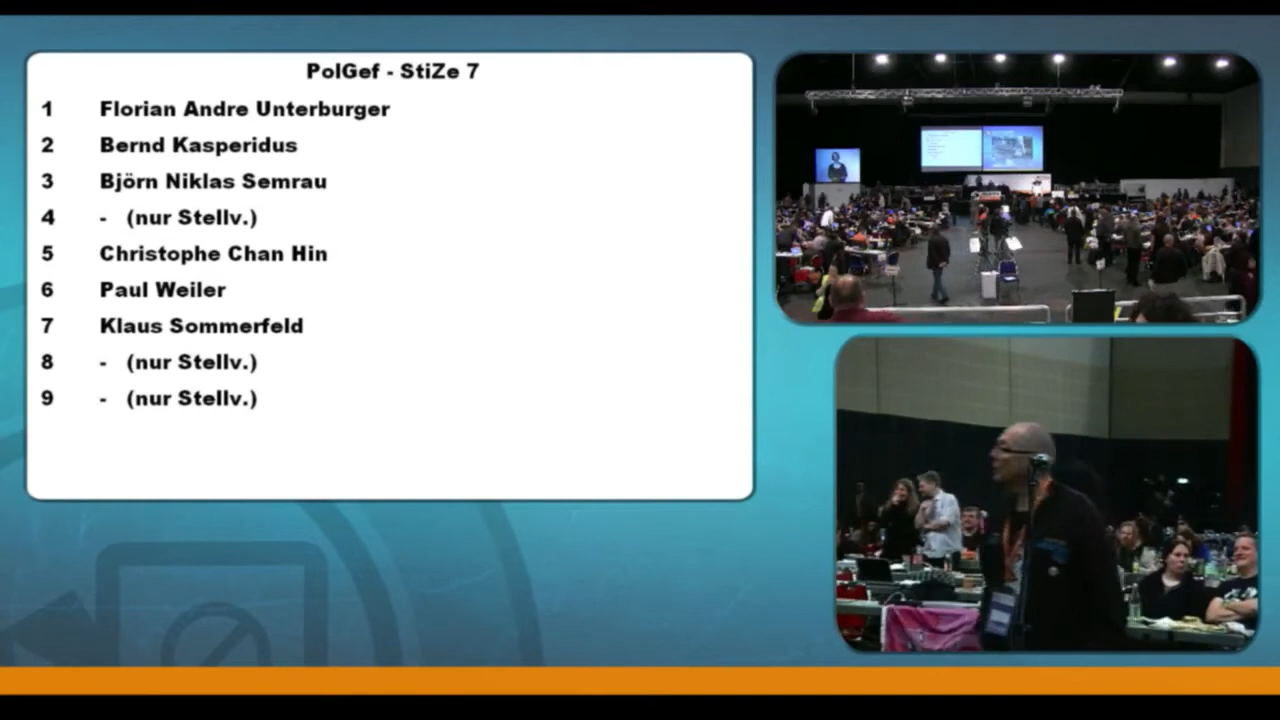 PolGef - StiZe 7
1 Florian Andre Unterburger
2 Bernd Kasperidus
3 Björn Niklas Semrau
4 - (nur Stellv.)
5 Christophe Chan Hin
6 Paul Weiler
7 Klaus Sommerfeld
8 - (nur Stellv.)
9 - (nur Stellv.)